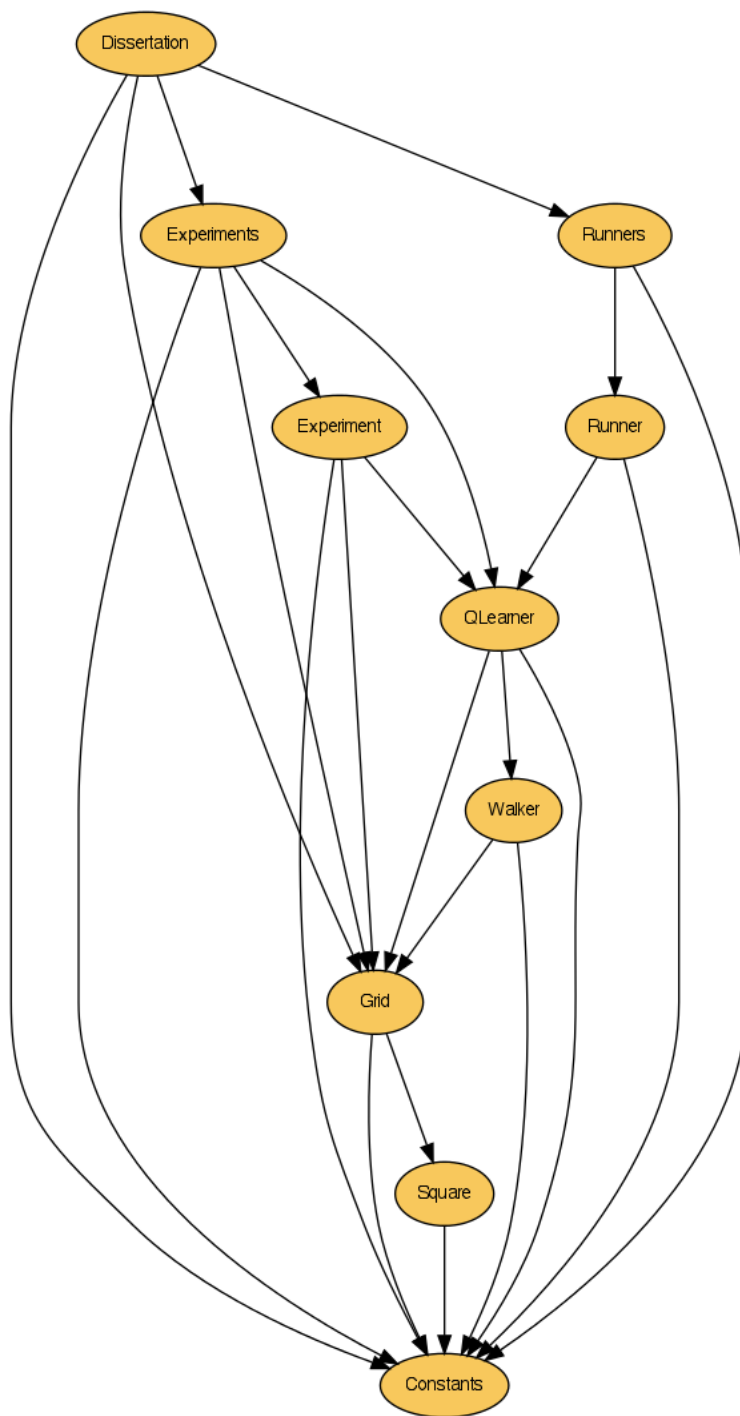 Dissertation
Experiments
Runners
Experiment
Runner
QLearner
Walker
Grid
Square
Constants